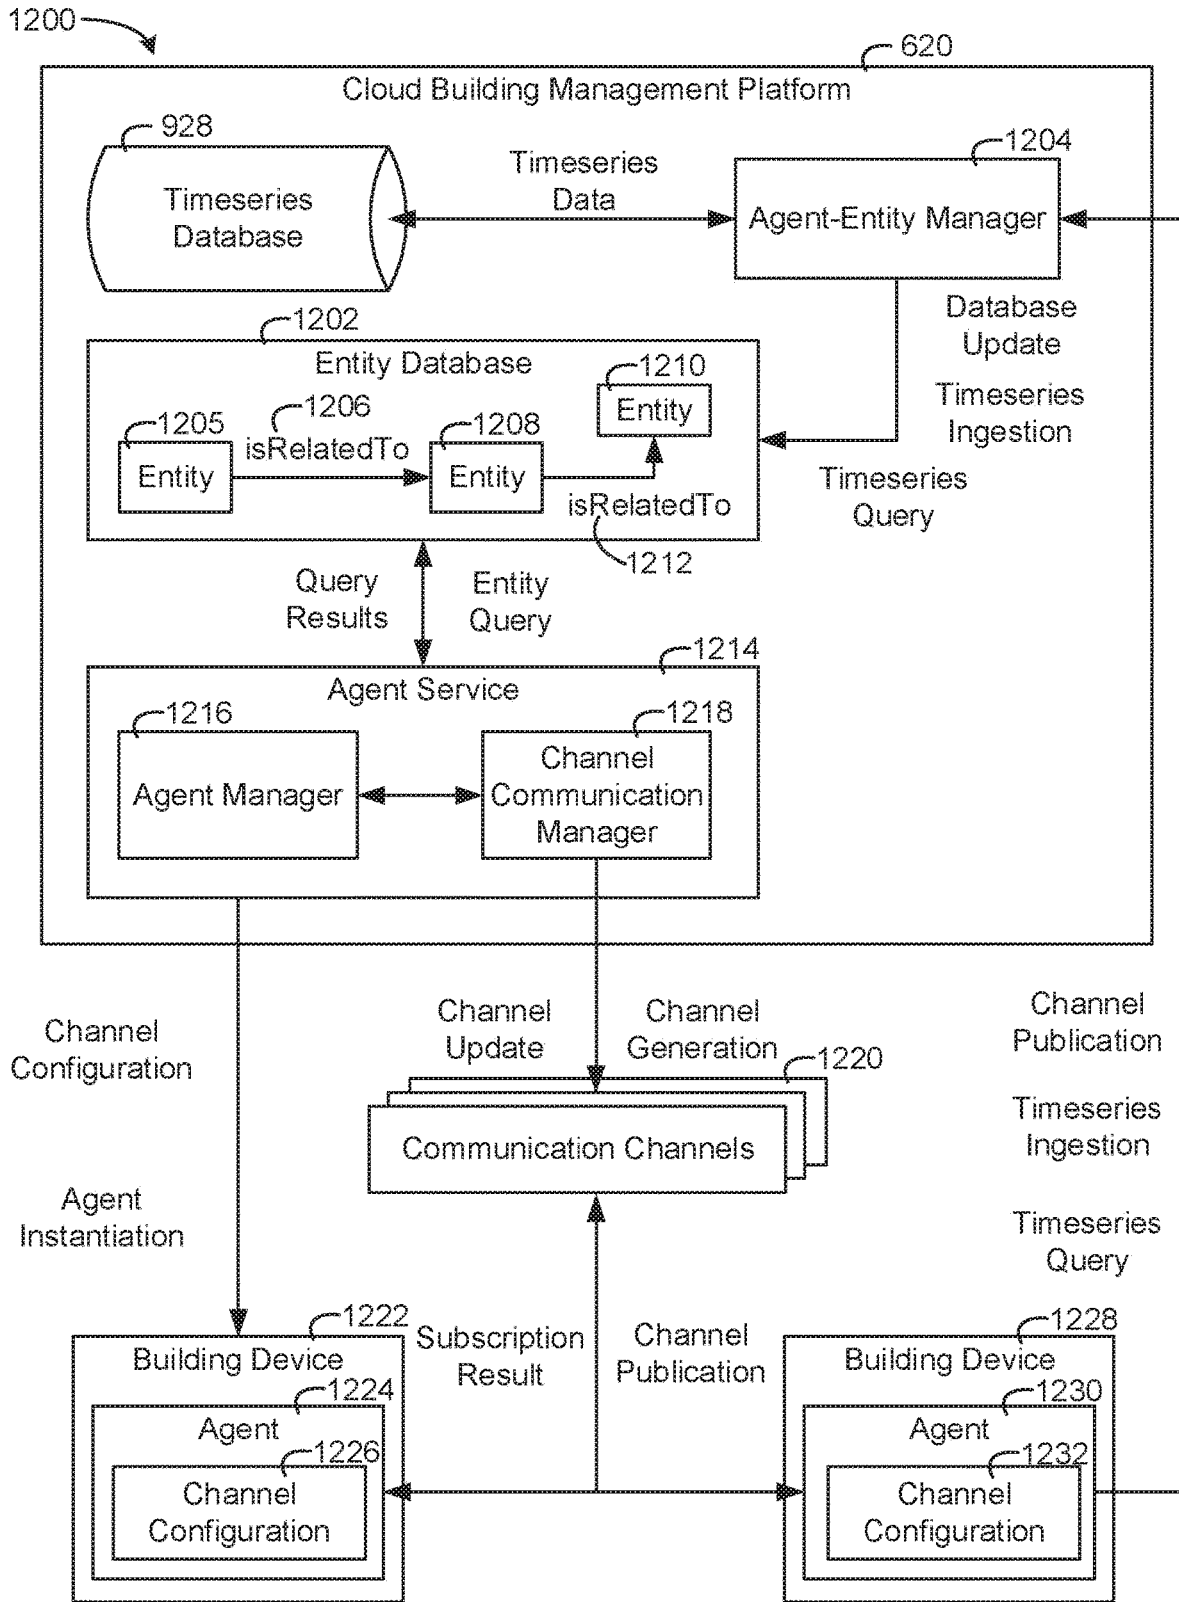 1200
620
Cloud Building Management Platform
928
Timeseries
Database
Timeseries
Data
1204
Agent-Entity Manager
1202
Entity Database
1205
Entity
1206
isRelatedTo
1208
Entity
1210
Entity
isRelatedTo
1212
Database
Update
Timeseries
Ingestion
Timeseries
Query
Query
Results
Entity
Query
1214
Agent Service
1216
Agent Manager
1218
Channel
Communication
Manager
Channel
Configuration
Channel
Update
Channel
Generation
1220
Communication Channels
Channel
Publication
Timeseries
Ingestion
Timeseries
Query
Agent
Instantiation
1222
Building Device
1224
Agent
1226
Channel
Configuration
Subscription
Result
Channel
Publication
1228
Building Device
1230
Agent
1232
Channel
Configuration